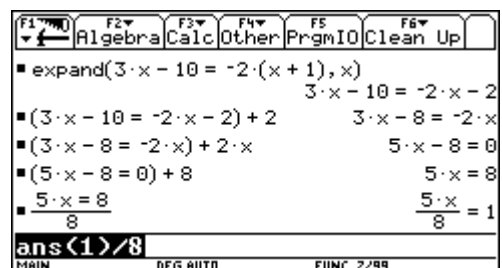 F1 F2 F3 F4 F5 F6
Algebra Calc Other PrgmIO Clean Up
▪ expand(3·x − 10 = ⁻2·(x + 1), x)
3·x − 10 = ⁻2·x − 2
▪ (3·x − 10 = ⁻2·x − 2) + 2 3·x − 8 = ⁻2·x
▪ (3·x − 8 = ⁻2·x) + 2·x 5·x − 8 = 0
▪ (5·x − 8 = 0) + 8 5·x = 8
▪ 5·x = 8 / 8 5·x / 8 = 1
ans(1)/8
MAIN DEG AUTO FUNC 7/99